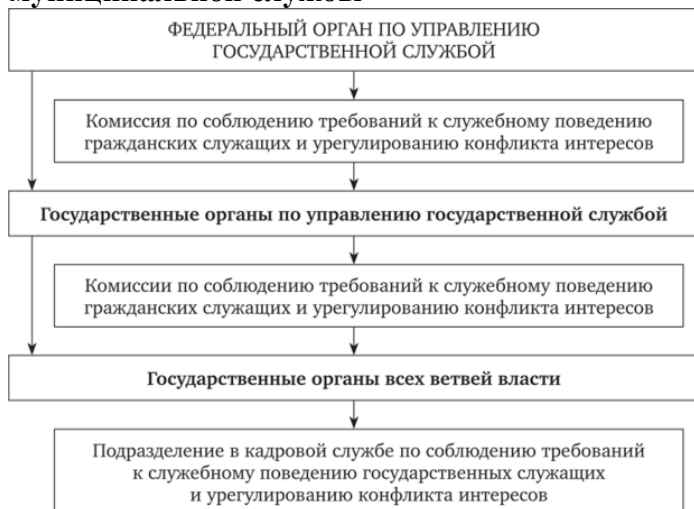 муниципальной службы
ФЕДЕРАЛЬНЫЙ ОРГАН ПО УПРАВЛЕНИЮ
ГОСУДАРСТВЕННОЙ СЛУЖБОЙ
Комиссия по соблюдению требований к служебному поведению
гражданских служащих и урегулированию конфликта интересов
Государственные органы по управлению государственной службой
Комиссии по соблюдению требований к служебному поведению
гражданских служащих и урегулированию конфликта интересов
Государственные органы всех ветвей власти
Подразделение в кадровой службе по соблюдению требований
к служебному поведению государственных служащих
и урегулированию конфликта интересов